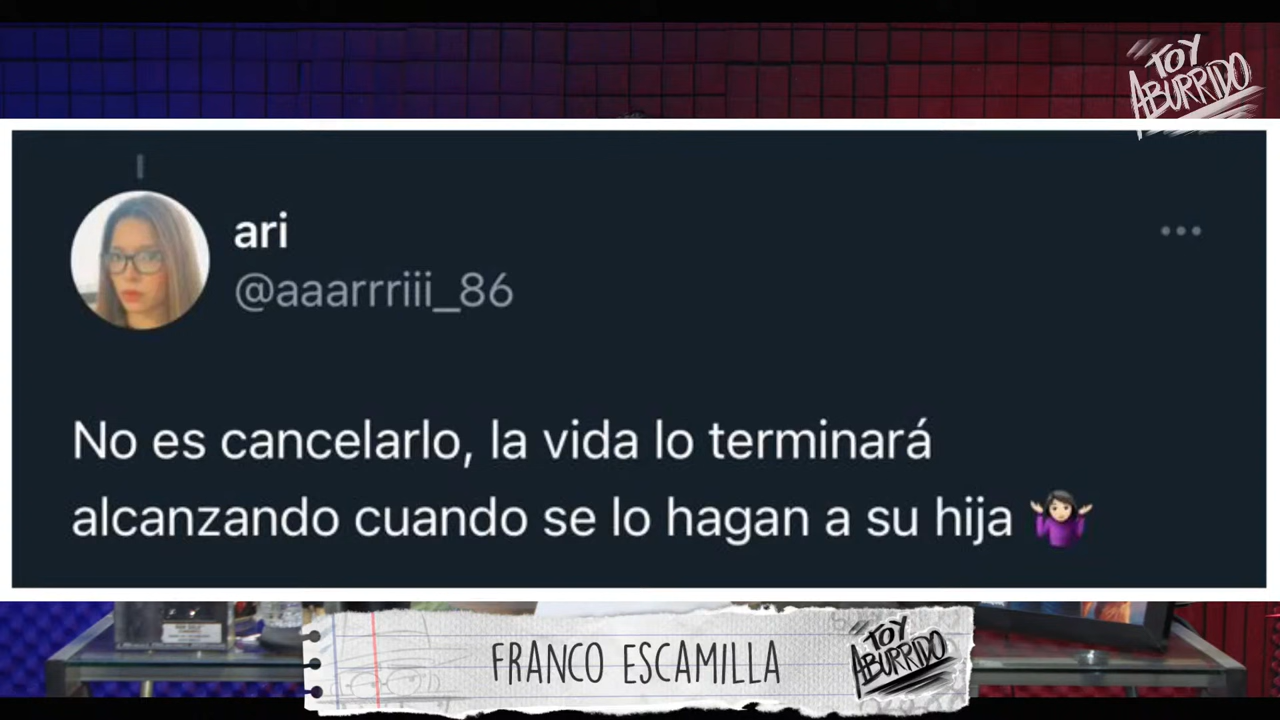 TOY
ABURRIDO
ari
@aaarrriii_86
No es cancelarlo, la vida lo terminará
alcanzando cuando se lo hagan a su hija 🤷🏻‍♀️
FRANCO ESCAMILLA
TOY
ABURRIDO